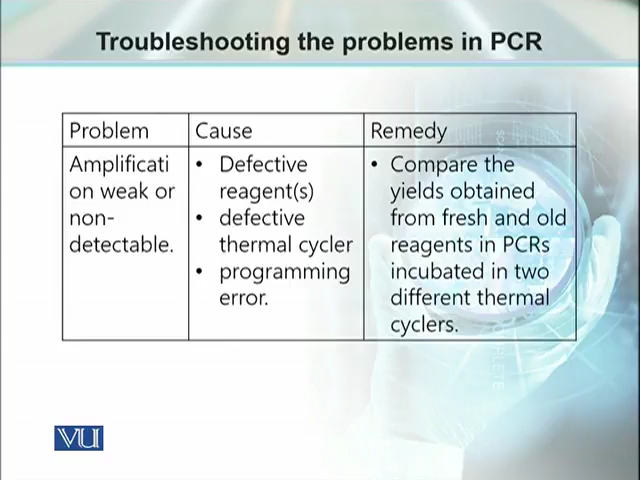 Troubleshooting the problems in PCR
Problem
Cause
Remedy
Amplificati
on weak or
non-
detectable.
• Defective
reagent(s)
• defective
thermal cycler
• programming
error.
• Compare the
yields obtained
from fresh and old
reagents in PCRs
incubated in two
different thermal
cyclers.
VU